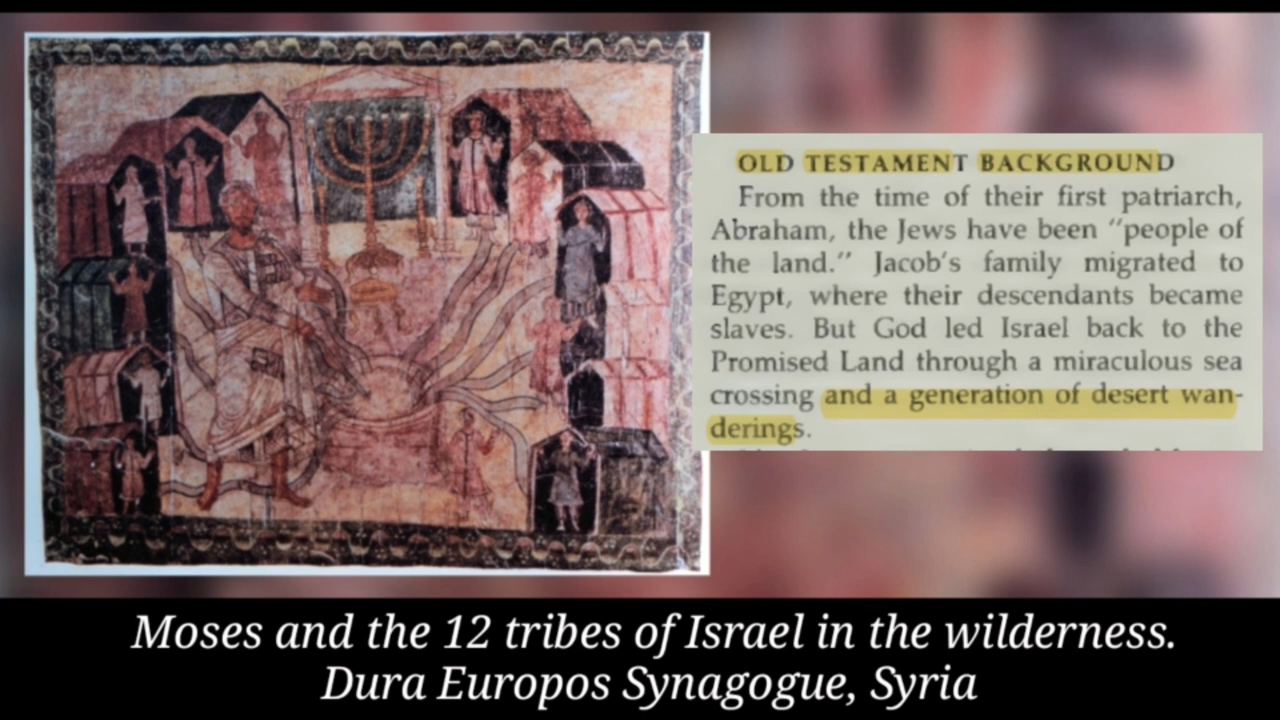 OLD TESTAMENT BACKGROUND
From the time of their first patriarch,
Abraham, the Jews have been “people of
the land.” Jacob’s family migrated to
Egypt, where their descendants became
slaves. But God led Israel back to the
Promised Land through a miraculous sea
crossing and a generation of desert wan-
derings.
Moses and the 12 tribes of Israel in the wilderness.
Dura Europos Synagogue, Syria